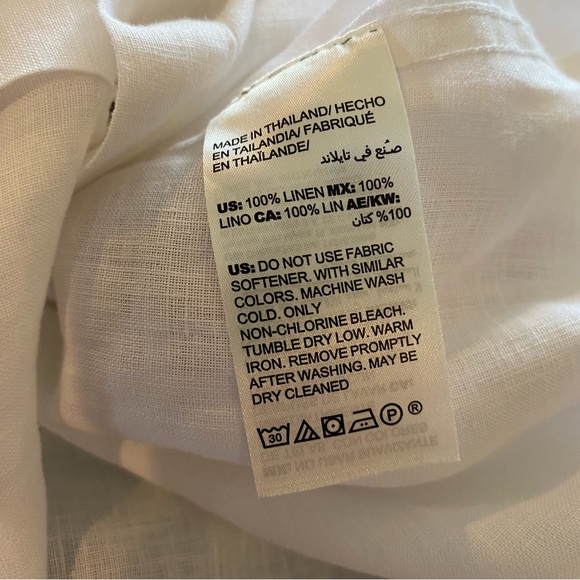 MADE IN THAILAND/ HECHO
EN TAILANDIA/ FABRIQUÉ
EN THAÏLANDE/ صُنع في تايلاند
US: 100% LINEN MX: 100%
LINO CA: 100% LIN AE/KW:
100% كتان
US: DO NOT USE FABRIC
SOFTENER. WITH SIMILAR
COLORS. MACHINE WASH
COLD. ONLY
NON-CHLORINE BLEACH.
TUMBLE DRY LOW. WARM
IRON. REMOVE PROMPTLY
AFTER WASHING. MAY BE
DRY CLEANED
30 P ®